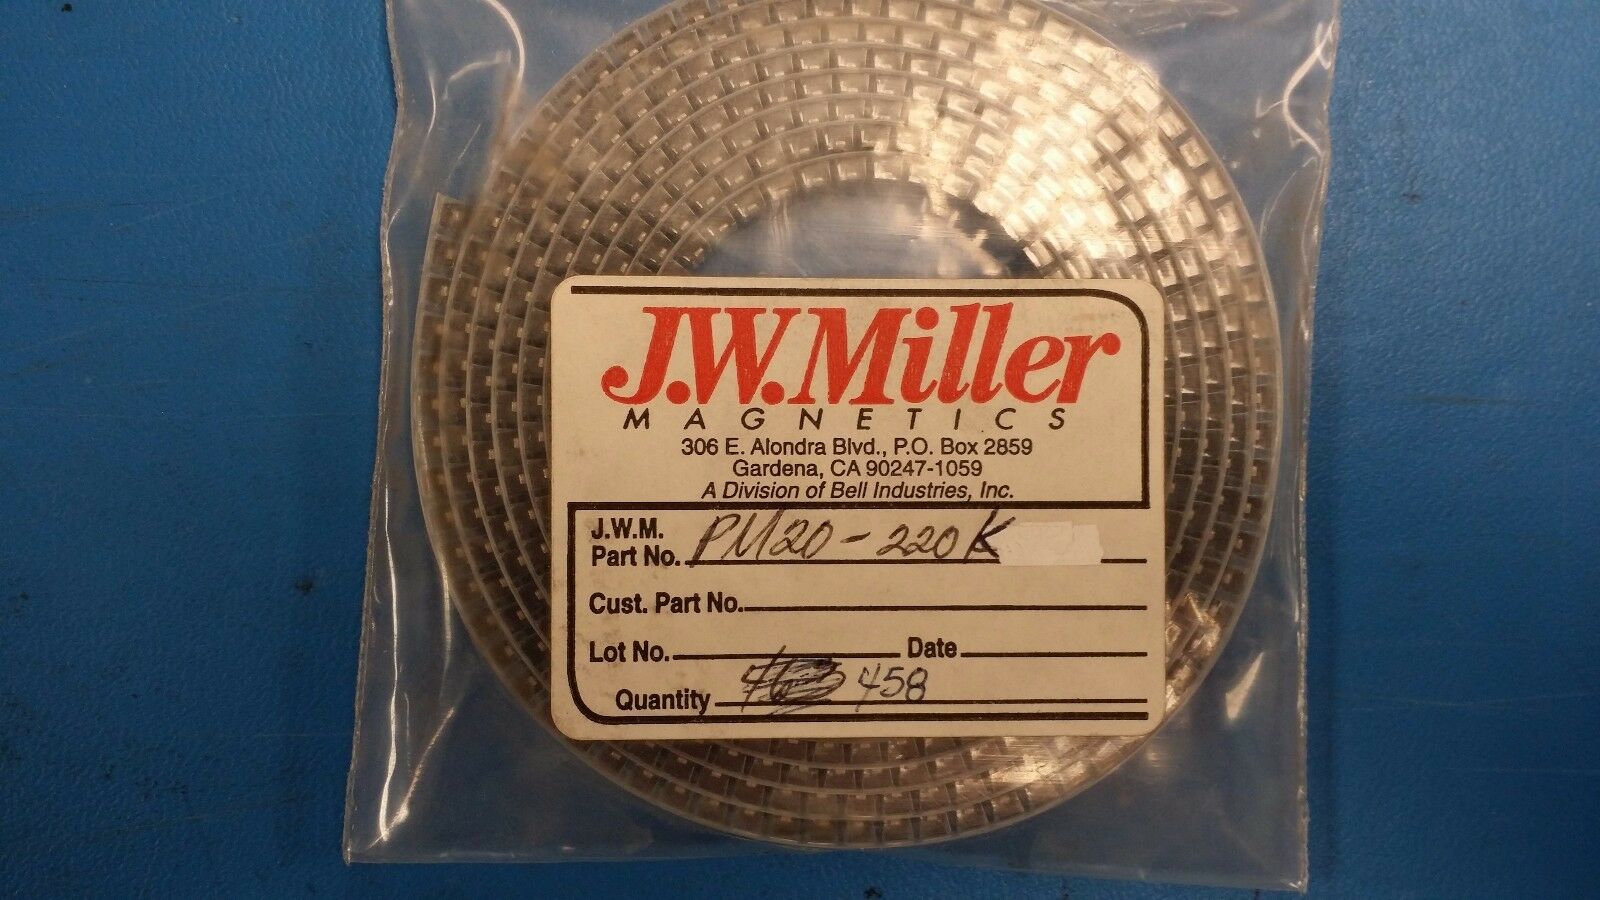 J.W.Miller
MAGNETICS
306 E. Alondra Blvd., P.O. Box 2859
Gardena, CA 90247-1059
A Division of Bell Industries, Inc.
J.W.M.
Part No. PM20-220K
Cust. Part No.
Lot No. Date
Quantity 458